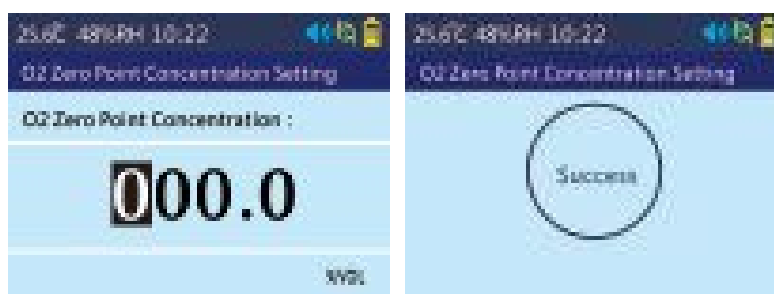 25.6℃ 48%RH 10:22
O2 Zero Point Concentration Setting
O2 Zero Point Concentration :
000.0
%VOL
25.6℃ 48%RH 10:22
O2 Zero Point Concentration Setting
Success